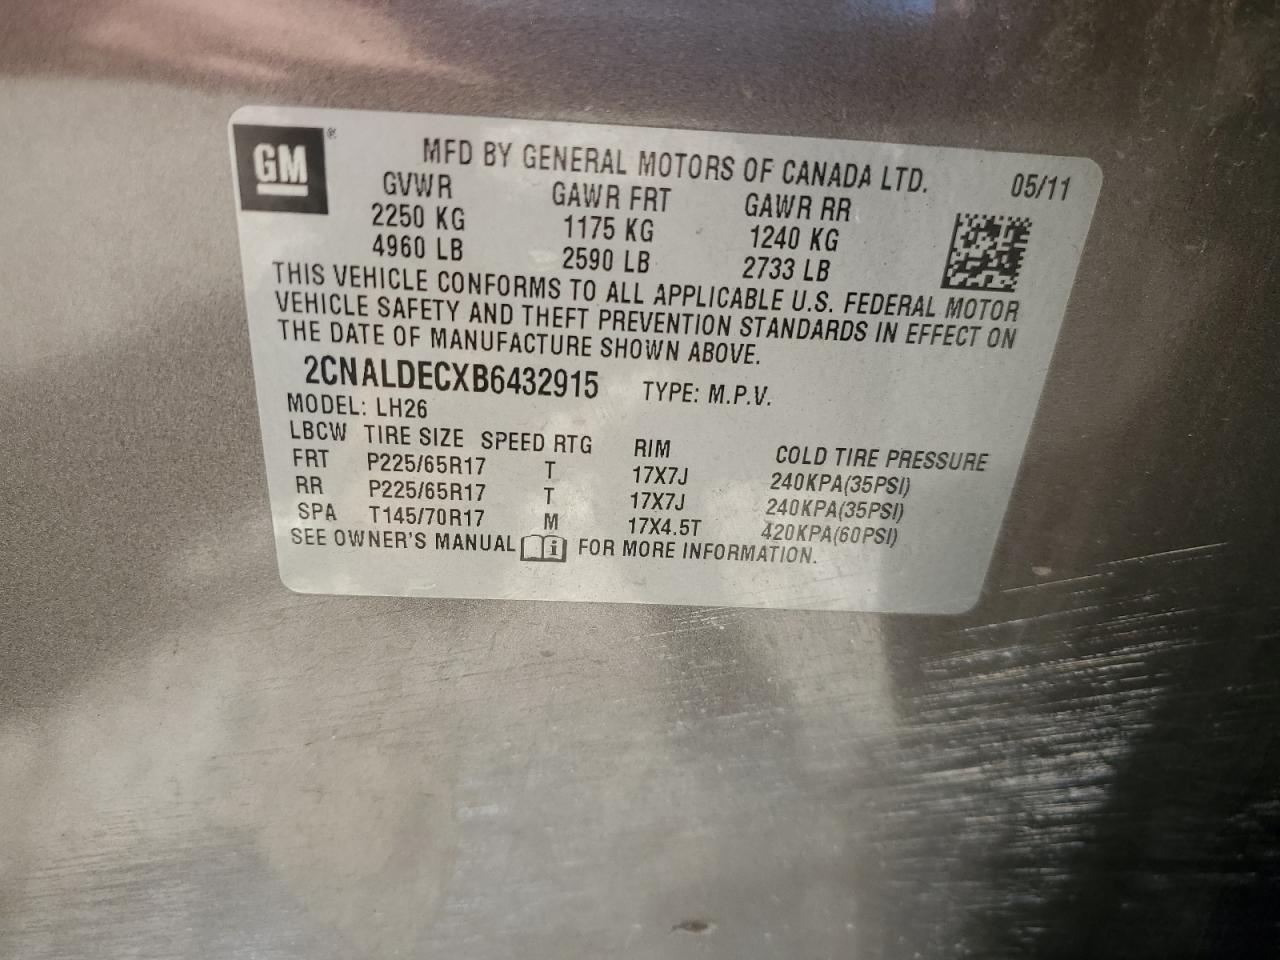 GM ®
MFD BY GENERAL MOTORS OF CANADA LTD. 05/11
GVWR GAWR FRT GAWR RR
2250 KG 1175 KG 1240 KG
4960 LB 2590 LB 2733 LB
THIS VEHICLE CONFORMS TO ALL APPLICABLE U.S. FEDERAL MOTOR
VEHICLE SAFETY AND THEFT PREVENTION STANDARDS IN EFFECT ON
THE DATE OF MANUFACTURE SHOWN ABOVE.
2CNALDECXB6432915 TYPE: M.P.V.
MODEL: LH26
LBCW TIRE SIZE SPEED RTG RIM COLD TIRE PRESSURE
FRT P225/65R17 T 17X7J 240KPA(35PSI)
RR P225/65R17 T 17X7J 240KPA(35PSI)
SPA T145/70R17 M 17X4.5T 420KPA(60PSI)
SEE OWNER'S MANUAL i FOR MORE INFORMATION.